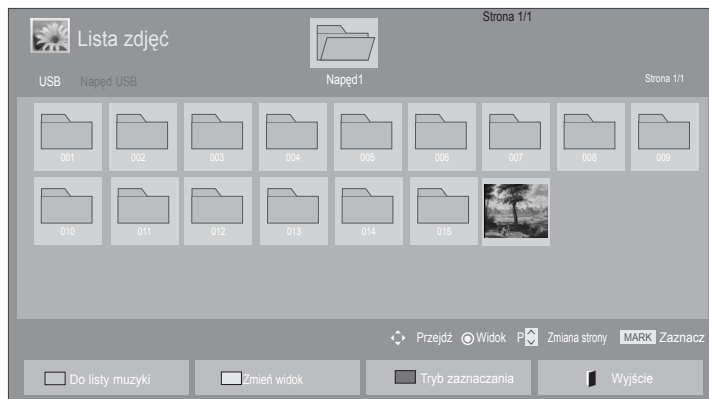 Strona 1/1
Lista zdjęć
USB Napęd USB Napęd1 Strona 1/1
001 002 003 004 005 006 007 008 009
010 011 012 013 014 015
Przejdź Widok P Zmiana strony MARK Zaznacz
Do listy muzyki Zmień widok Tryb zaznaczania Wyjście